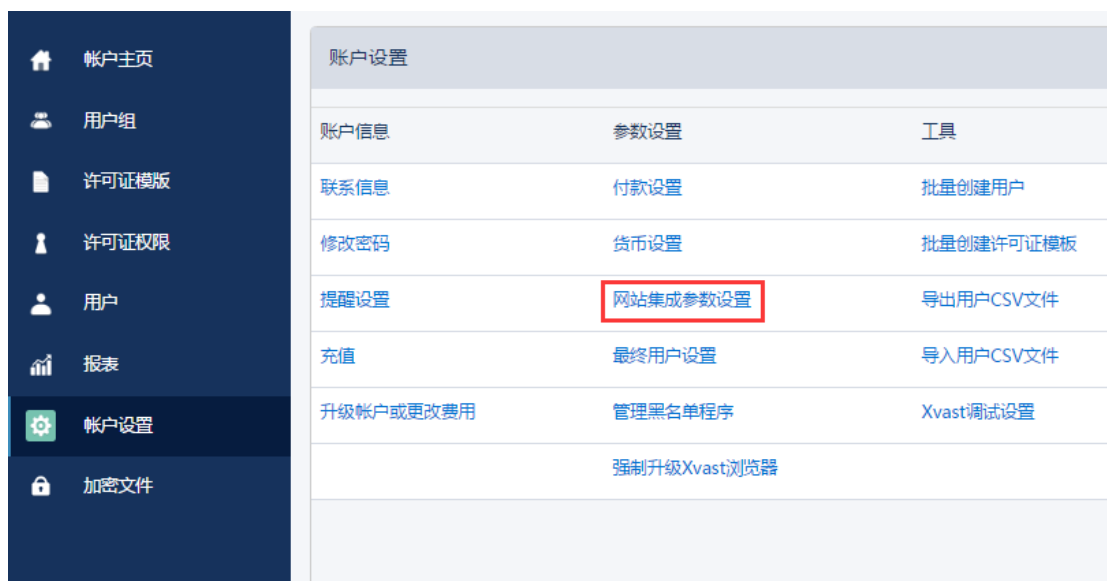 帐户主页
用户组
许可证模版
许可证权限
用户
报表
帐户设置
加密文件
账户设置
账户信息 参数设置 工具
联系信息 付款设置 批量创建用户
修改密码 货币设置 批量创建许可证模板
提醒设置 网站集成参数设置 导出用户CSV文件
充值 最终用户设置 导入用户CSV文件
升级帐户或更改费用 管理黑名单程序 Xvast调试设置
强制升级Xvast浏览器